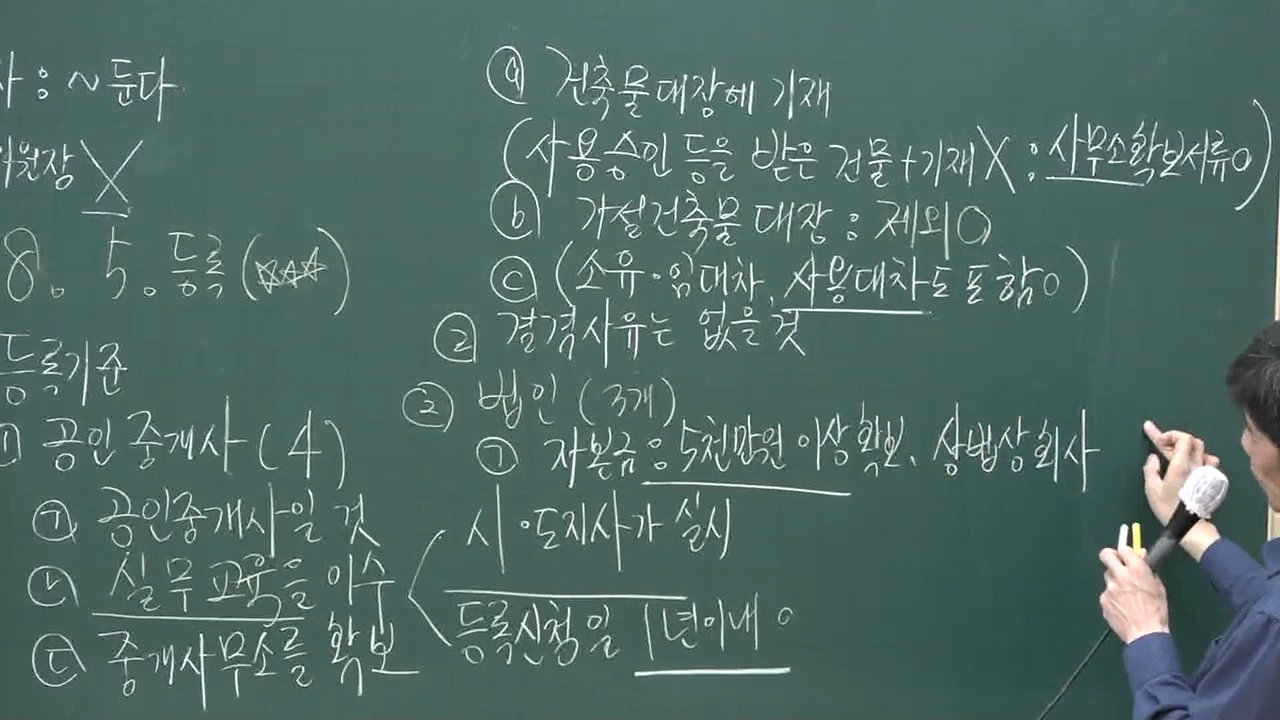 사 : ~ 둔다
위원장 X
8. 5. 등록 (☆☆☆)
등록기준
① 공인중개사 (4)
㉠ 공인중개사일 것
㉡ 실무교육을 이수
시·도지사가 실시
등록신청일 1년이내 ○
㉢ 중개사무소를 확보
ⓐ 건축물대장에 기재
(사용승인 등을 받은 건물+기재X : 사무소확보서류○)
ⓑ 가설건축물 대장 : 제외○
ⓒ (소유·임대차, 사용대차도 포함○)
㉣ 결격사유는 없을 것
② 법인 (3개)
㉠ 자본금 : 5천만원 이상확보, 상법상회사